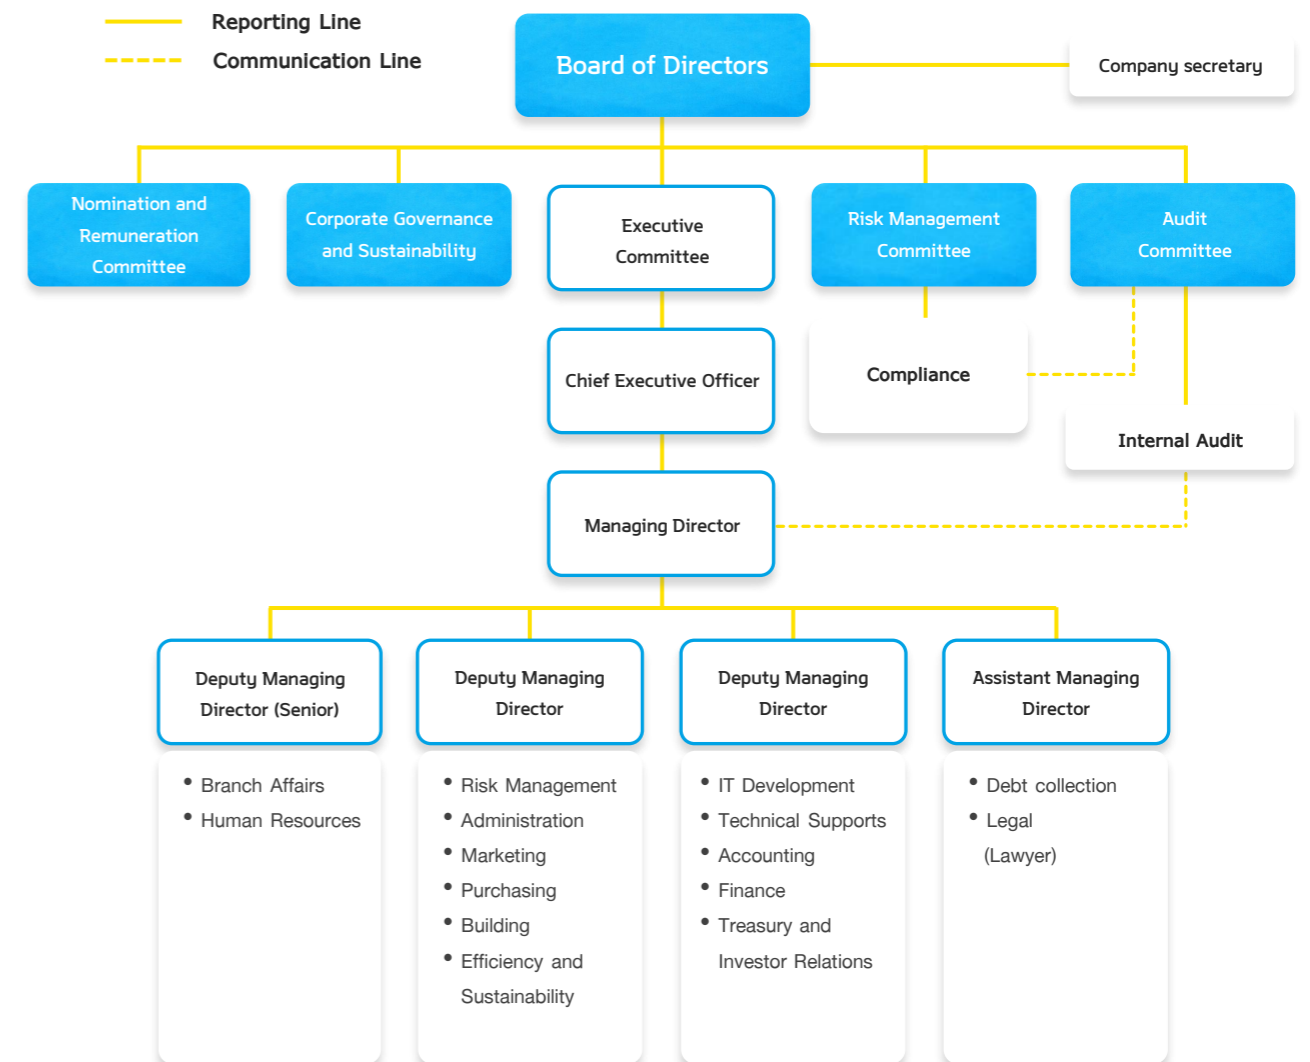 Reporting Line
Communication Line
Board of Directors
Company secretary
Nomination and
Remuneration
Committee
Corporate Governance
and Sustainability
Executive
Committee
Risk Management
Committee
Audit
Committee
Chief Executive Officer
Compliance
Internal Audit
Managing Director
Deputy Managing
Director (Senior)
Deputy Managing
Director
Deputy Managing
Director
Assistant Managing
Director
• Branch Affairs
• Human Resources
• Risk Management
• Administration
• Marketing
• Purchasing
• Building
• Efficiency and
Sustainability
• IT Development
• Technical Supports
• Accounting
• Finance
• Treasury and
Investor Relations
• Debt collection
• Legal
(Lawyer)